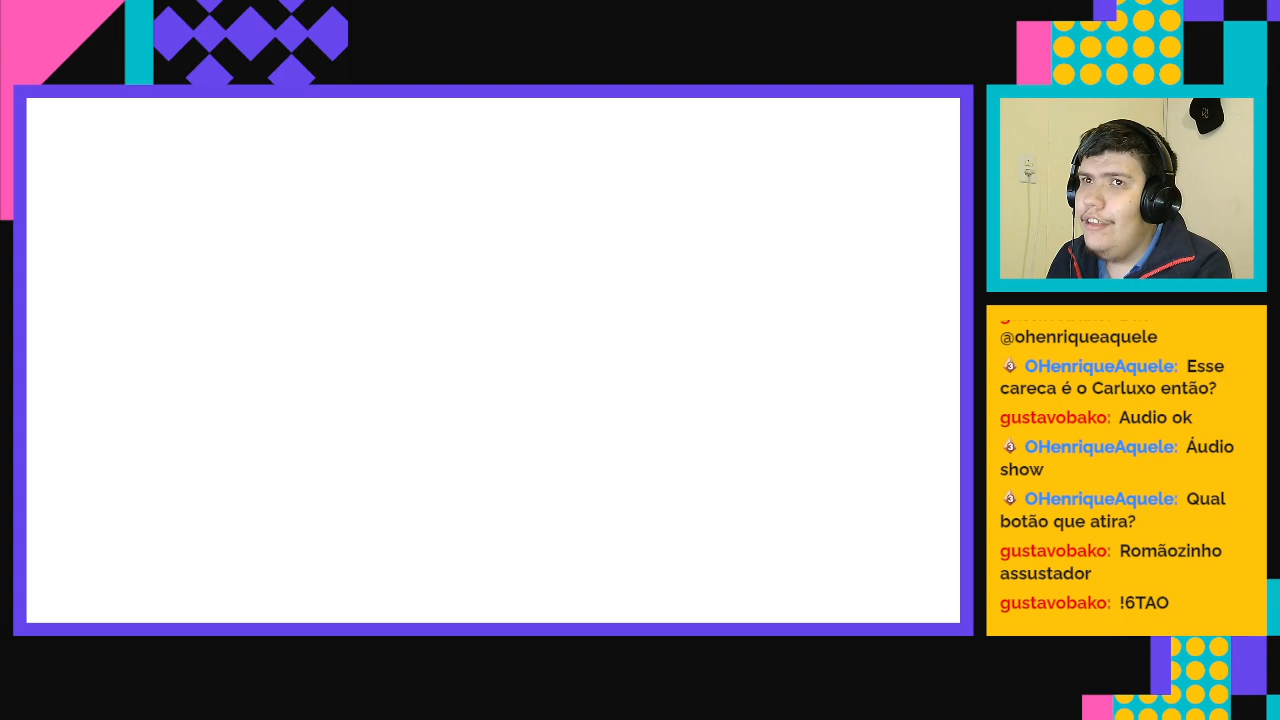 @ohenriqueaquele
OHenriqueAquele: Esse
careca é o Carluxo então?
gustavobako: Audio ok
OHenriqueAquele: Áudio
show
OHenriqueAquele: Qual
botão que atira?
gustavobako: Romãozinho
assustador
gustavobako: !6TAO